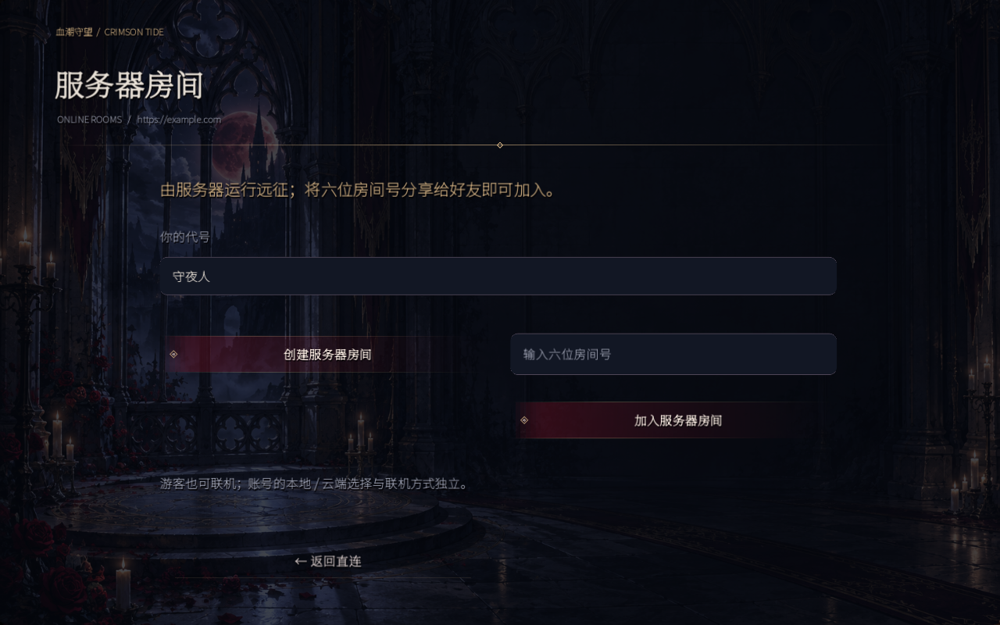 血潮守望 / CRIMSON TIDE
服务器房间
ONLINE ROOMS / https://example.com
由服务器运行远征；将六位房间号分享给好友即可加入。
你的代号
守夜人
创建服务器房间
输入六位房间号
加入服务器房间
游客也可联机；账号的本地 / 云端选择与联机方式独立。
← 返回直连